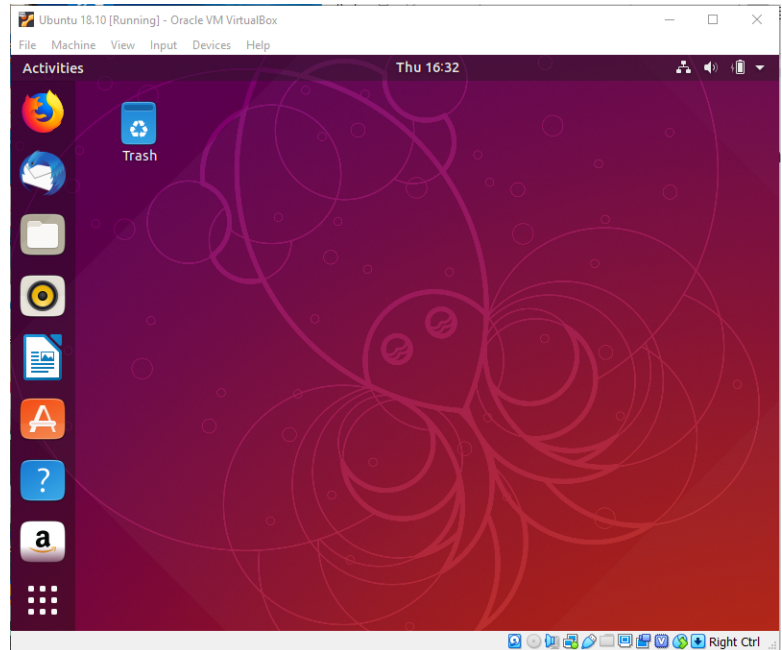 Ubuntu 18.10 [Running] - Oracle VM VirtualBox
File Machine View Input Devices Help
Activities Thu 16:32
Trash
A
?
a
Right Ctrl